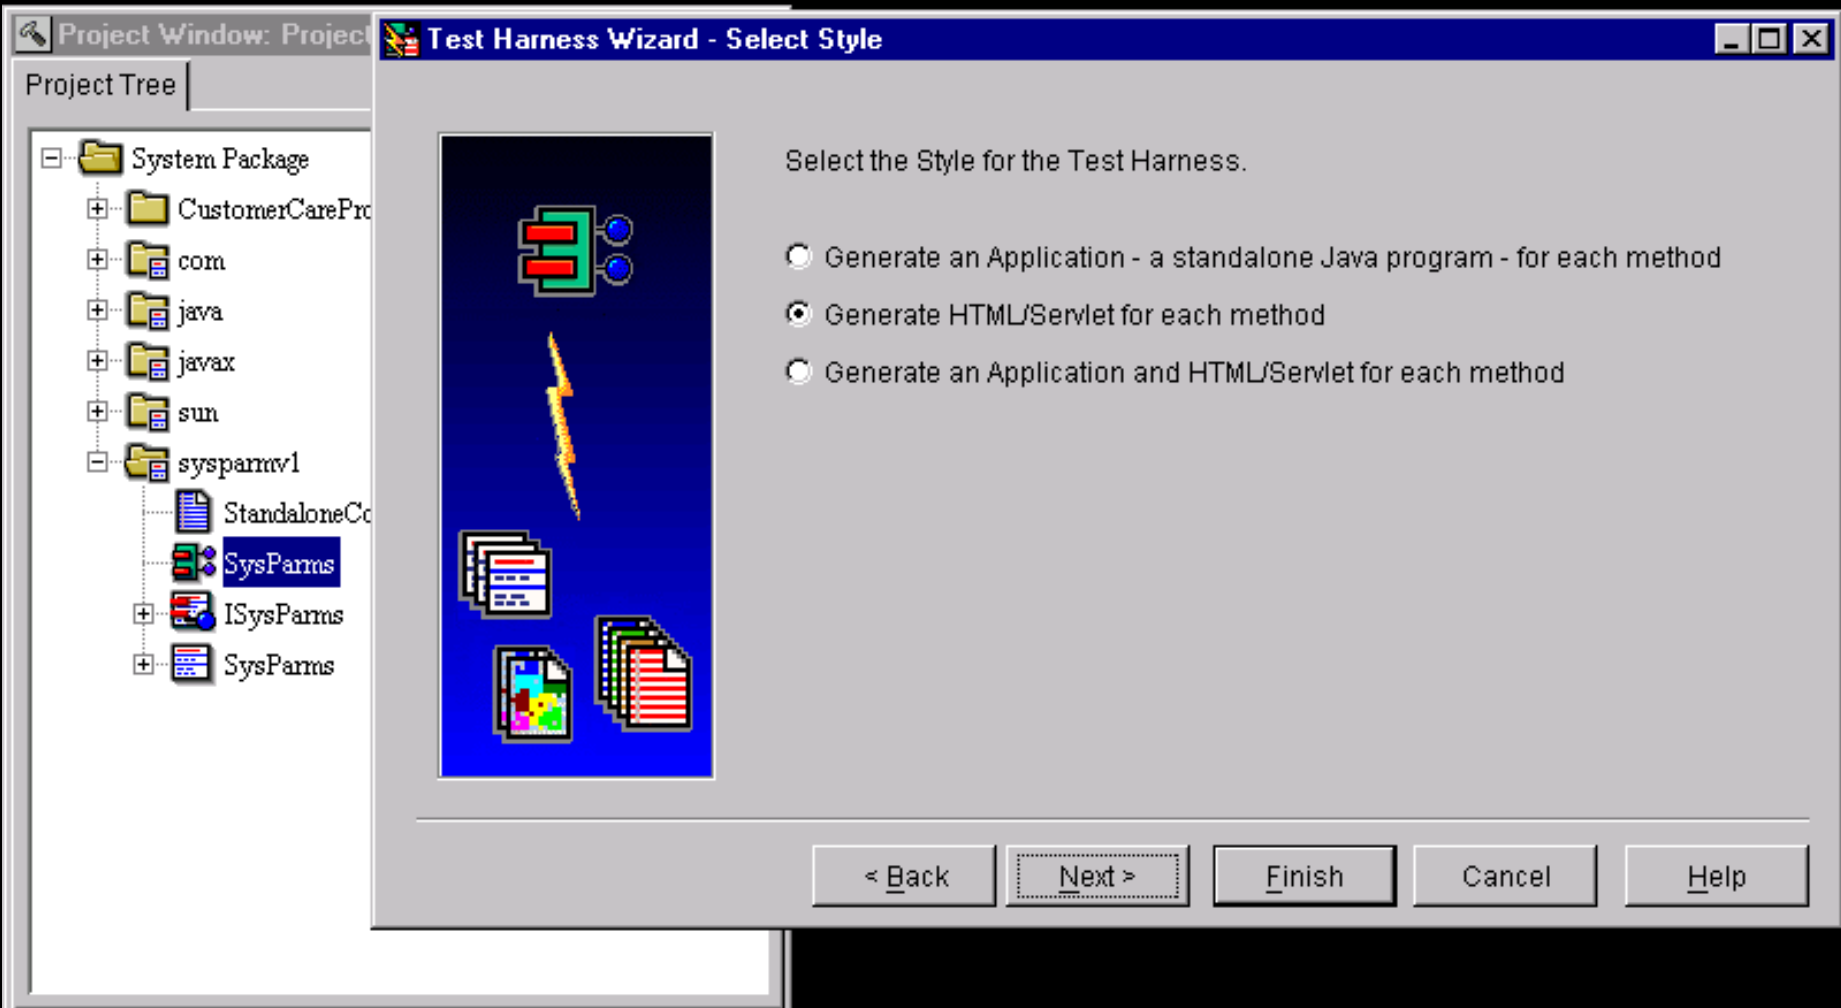 Project Window: Project
Project Tree
System Package
com
java
javax
sun
sysparmv1
SysParms
ISysParms
SysParms
Test Harness Wizard - Select Style
Select the Style for the Test Harness.
Generate an Application - a standalone Java program - for each method
Generate HTML/Servlet for each method
Generate an Application and HTML/Servlet for each method
< Back
Next >
Finish
Cancel
Help